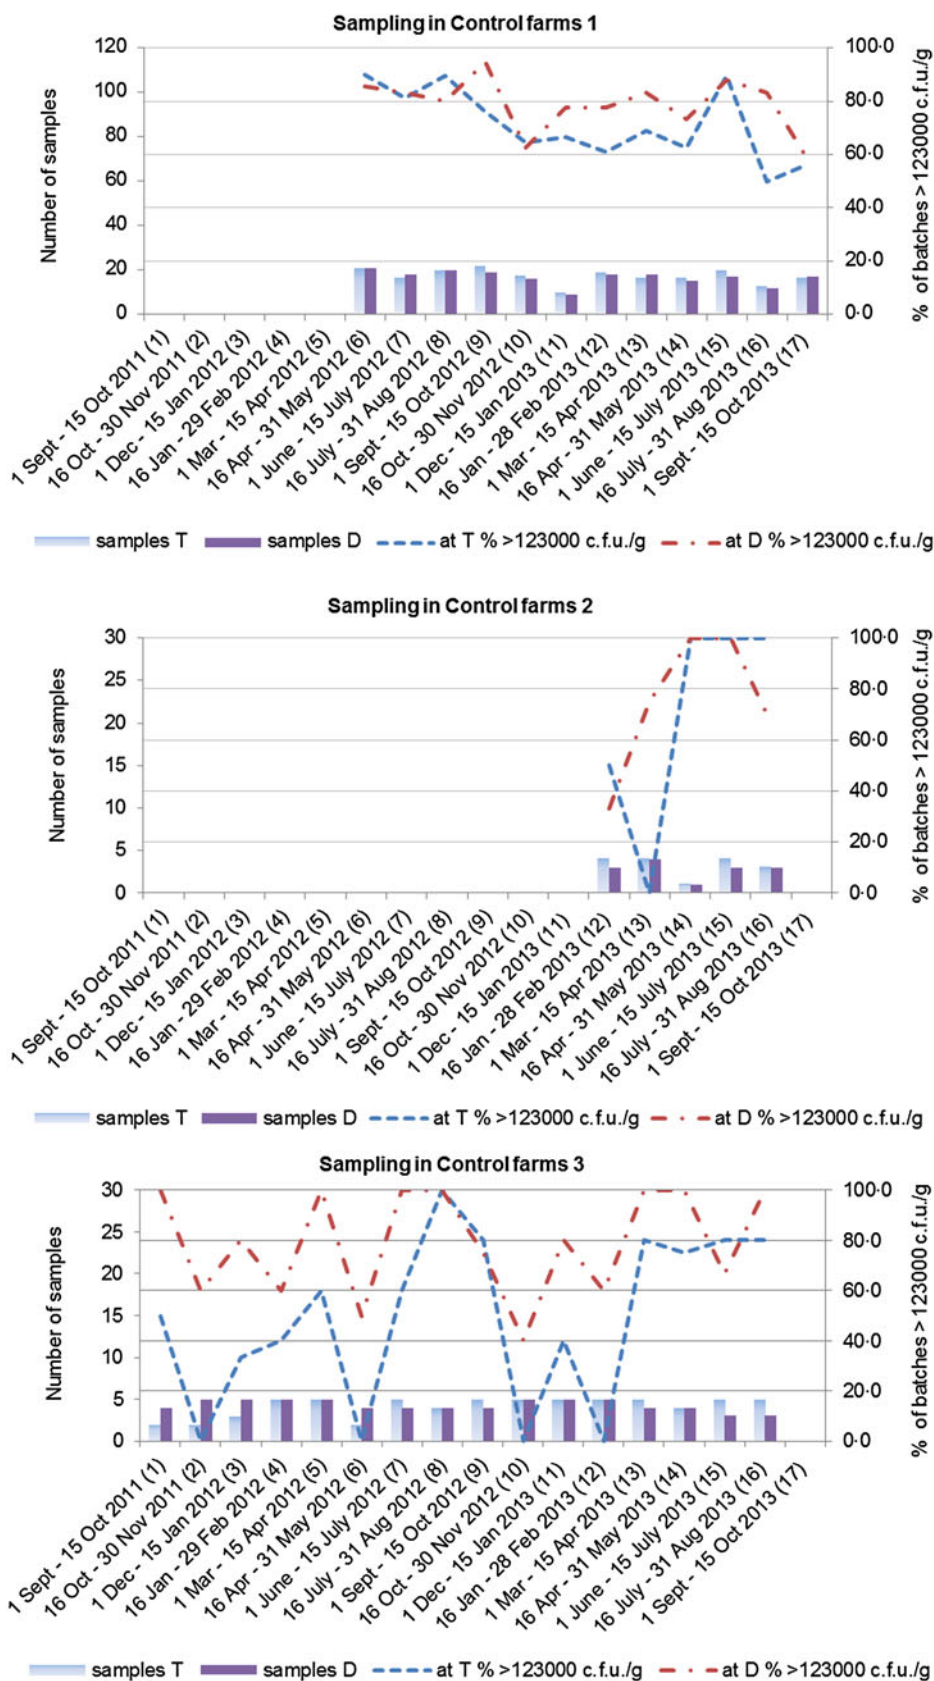 Sampling in Control farms 1
Number of samples
120
100
80
60
40
20
0
100·0
80·0
60·0
40·0
20·0
0·0
% of batches > 123000 c.f.u./g
1 Sept - 15 Oct 2011 (1)
16 Oct - 30 Nov 2011 (2)
1 Dec - 15 Jan 2012 (3)
16 Jan - 29 Feb 2012 (4)
1 Mar - 15 Apr 2012 (5)
16 Apr - 31 May 2012 (6)
1 June - 15 July 2012 (7)
16 July - 31 Aug 2012 (8)
1 Sept - 15 Oct 2012 (9)
16 Oct - 30 Nov 2012 (10)
1 Dec - 15 Jan 2013 (11)
16 Jan - 28 Feb 2013 (12)
1 Mar - 15 Apr 2013 (13)
16 Apr - 31 May 2013 (14)
1 June - 15 July 2013 (15)
16 July - 31 Aug 2013 (16)
1 Sept - 15 Oct 2013 (17)
samples T samples D at T % >123000 c.f.u./g at D % >123000 c.f.u./g
Sampling in Control farms 2
Number of samples
30
25
20
15
10
5
0
100·0
80·0
60·0
40·0
20·0
0·0
% of batches > 123000 c.f.u./g
1 Sept - 15 Oct 2011 (1)
16 Oct - 30 Nov 2011 (2)
1 Dec - 15 Jan 2012 (3)
16 Jan - 29 Feb 2012 (4)
1 Mar - 15 Apr 2012 (5)
16 Apr - 31 May 2012 (6)
1 June - 15 July 2012 (7)
16 July - 31 Aug 2012 (8)
1 Sept - 15 Oct 2012 (9)
16 Oct - 30 Nov 2012 (10)
1 Dec - 15 Jan 2013 (11)
16 Jan - 28 Feb 2013 (12)
1 Mar - 15 Apr 2013 (13)
16 Apr - 31 May 2013 (14)
1 June - 15 July 2013 (15)
16 July - 31 Aug 2013 (16)
1 Sept - 15 Oct 2013 (17)
samples T samples D at T % >123000 c.f.u./g at D % >123000 c.f.u./g
Sampling in Control farms 3
Number of samples
30
25
20
15
10
5
0
100·0
80·0
60·0
40·0
20·0
0·0
% of batches > 123000 c.f.u./g
1 Sept - 15 Oct 2011 (1)
16 Oct - 30 Nov 2011 (2)
1 Dec - 15 Jan 2012 (3)
16 Jan - 29 Feb 2012 (4)
1 Mar - 15 Apr 2012 (5)
16 Apr - 31 May 2012 (6)
1 June - 15 July 2012 (7)
16 July - 31 Aug 2012 (8)
1 Sept - 15 Oct 2012 (9)
16 Oct - 30 Nov 2012 (10)
1 Dec - 15 Jan 2013 (11)
16 Jan - 28 Feb 2013 (12)
1 Mar - 15 Apr 2013 (13)
16 Apr - 31 May 2013 (14)
1 June - 15 July 2013 (15)
16 July - 31 Aug 2013 (16)
1 Sept - 15 Oct 2013 (17)
samples T samples D at T % >123000 c.f.u./g at D % >123000 c.f.u./g